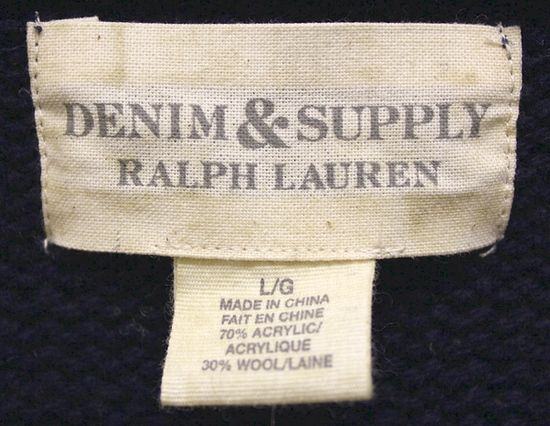 DENIM & SUPPLY
RALPH LAUREN
L/G
MADE IN CHINA
FAIT EN CHINE
70% ACRYLIC/
ACRYLIQUE
30% WOOL/LAINE